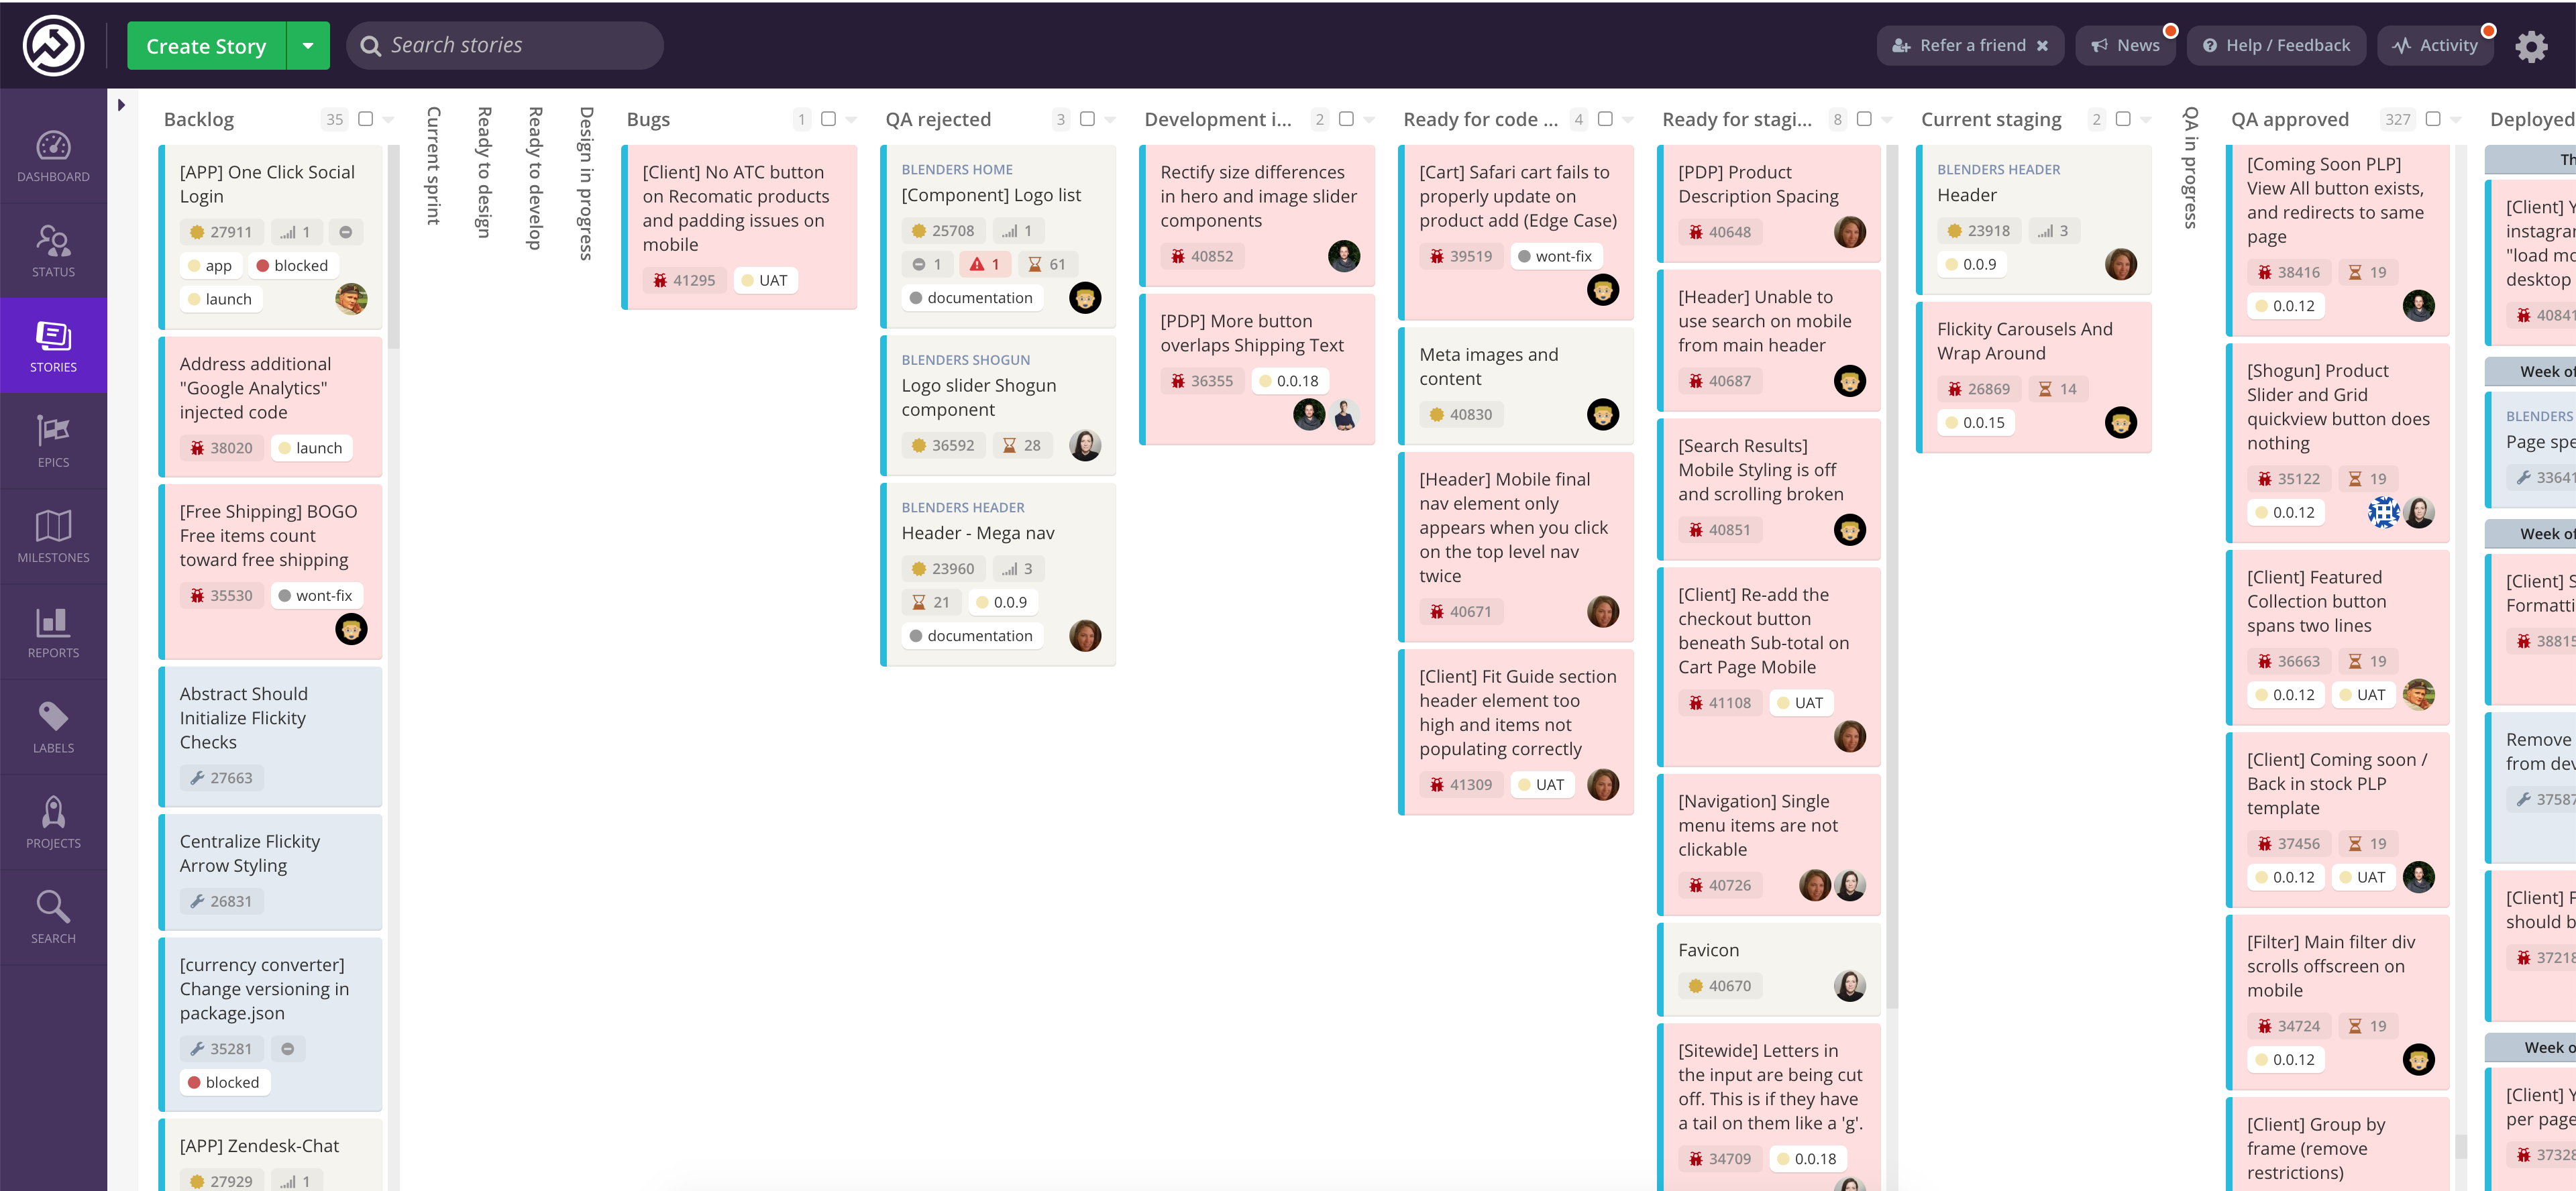 Create Story
Search stories
Refer a friend
News
Help / Feedback
Activity
DASHBOARD
STATUS
STORIES
EPICS
MILESTONES
REPORTS
LABELS
PROJECTS
SEARCH
Backlog 35
[APP] One Click Social
Login
27911 1
app blocked
launch
Address additional
"Google Analytics"
injected code
38020 launch
[Free Shipping] BOGO
Free items count
toward free shipping
35530 wont-fix
Abstract Should
Initialize Flickity
Checks
27663
Centralize Flickity
Arrow Styling
26831
[currency converter]
Change versioning in
package.json
35281
blocked
[APP] Zendesk-Chat
27929 1
Current sprint
Ready to design
Ready to develop
Design in progress
Bugs 1
[Client] No ATC button
on Recomatic products
and padding issues on
mobile
41295 UAT
QA rejected 3
BLENDERS HOME
[Component] Logo list
25708 1
1 1 61
documentation
BLENDERS SHOGUN
Logo slider Shogun
component
36592 28
BLENDERS HEADER
Header - Mega nav
23960 3
21 0.0.9
documentation
Development i... 2
Rectify size differences
in hero and image slider
components
40852
[PDP] More button
overlaps Shipping Text
36355 0.0.18
Ready for code ... 4
[Cart] Safari cart fails to
properly update on
product add (Edge Case)
39519 wont-fix
Meta images and
content
40830
[Header] Mobile final
nav element only
appears when you click
on the top level nav
twice
40671
[Client] Fit Guide section
header element too
high and items not
populating correctly
41309 UAT
Ready for stagi... 8
[PDP] Product
Description Spacing
40648
[Header] Unable to
use search on mobile
from main header
40687
[Search Results]
Mobile Styling is off
and scrolling broken
40851
[Client] Re-add the
checkout button
beneath Sub-total on
Cart Page Mobile
41108 UAT
[Navigation] Single
menu items are not
clickable
40726
Favicon
40670
[Sitewide] Letters in
the input are being cut
off. This is if they have
a tail on them like a 'g'.
34709 0.0.18
Current staging 2
BLENDERS HEADER
Header
23918 3
0.0.9
Flickity Carousels And
Wrap Around
26869 14
0.0.15
QA in progress
QA approved 327
[Coming Soon PLP]
View All button exists,
and redirects to same
page
38416 19
0.0.12
[Shogun] Product
Slider and Grid
quickview button does
nothing
35122 19
0.0.12
[Client] Featured
Collection button
spans two lines
36663 19
0.0.12 UAT
[Client] Coming soon /
Back in stock PLP
template
37456 19
0.0.12 UAT
[Filter] Main filter div
scrolls offscreen on
mobile
34724 19
0.0.12
[Client] Group by
frame (remove
restrictions)
Deployed
[Client]
"load
desktop
Week
BLENDERS
Page
Week
[Client]
Remove
from
[Client]
should
Week
[Client]
per page